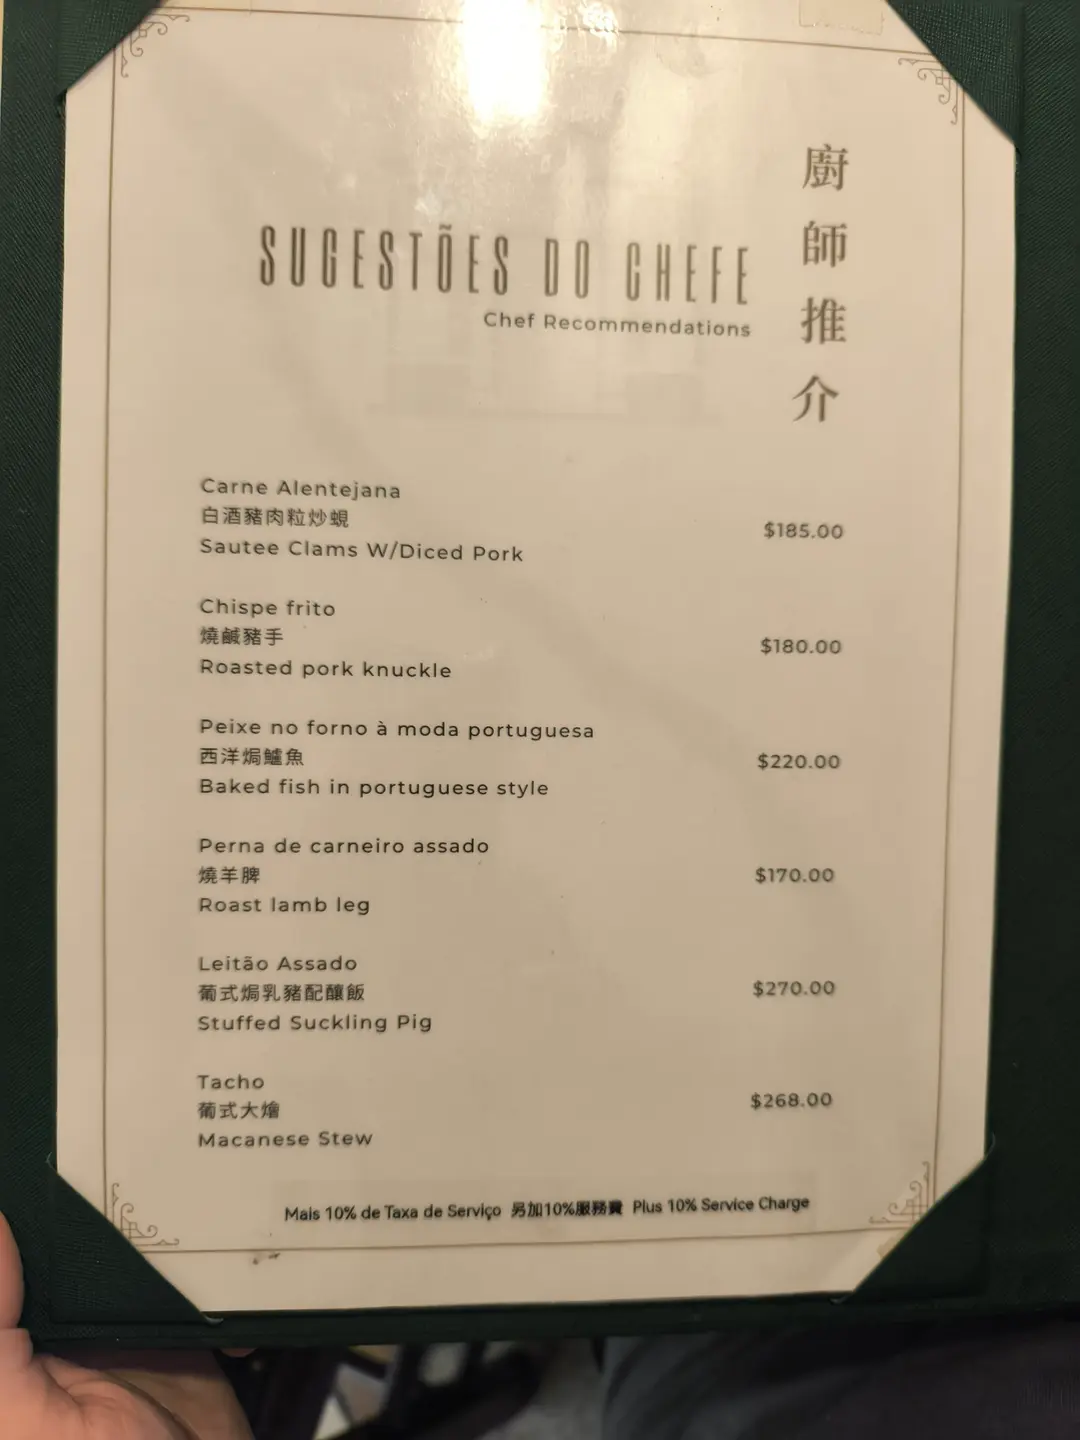 SUGESTÕES DO CHEFE
Chef Recommendations
廚師推介
Carne Alentejana
白酒豬肉粒炒蜆
Sautee Clams W/Diced Pork
$185.00
Chispe frito
燒鹹豬手
Roasted pork knuckle
$180.00
Peixe no forno à moda portuguesa
西洋焗鱸魚
Baked fish in portuguese style
$220.00
Perna de carneiro assado
燒羊脾
Roast lamb leg
$170.00
Leitão Assado
葡式焗乳豬配釀飯
Stuffed Suckling Pig
$270.00
Tacho
葡式大燴
Macanese Stew
$268.00
Mais 10% de Taxa de Serviço 另加10%服務費 Plus 10% Service Charge